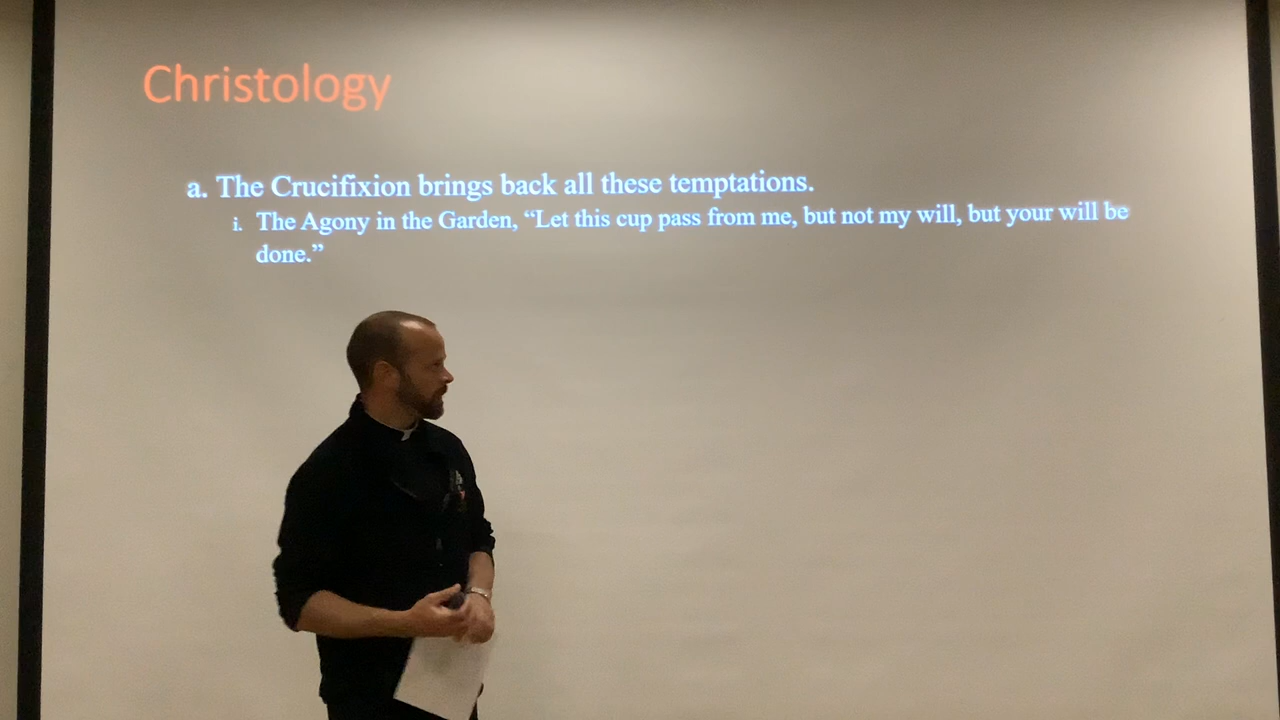 Christology
a. The Crucifixion brings back all these temptations.
i. The Agony in the Garden, “Let this cup pass from me, but not my will, but your will be
done.”